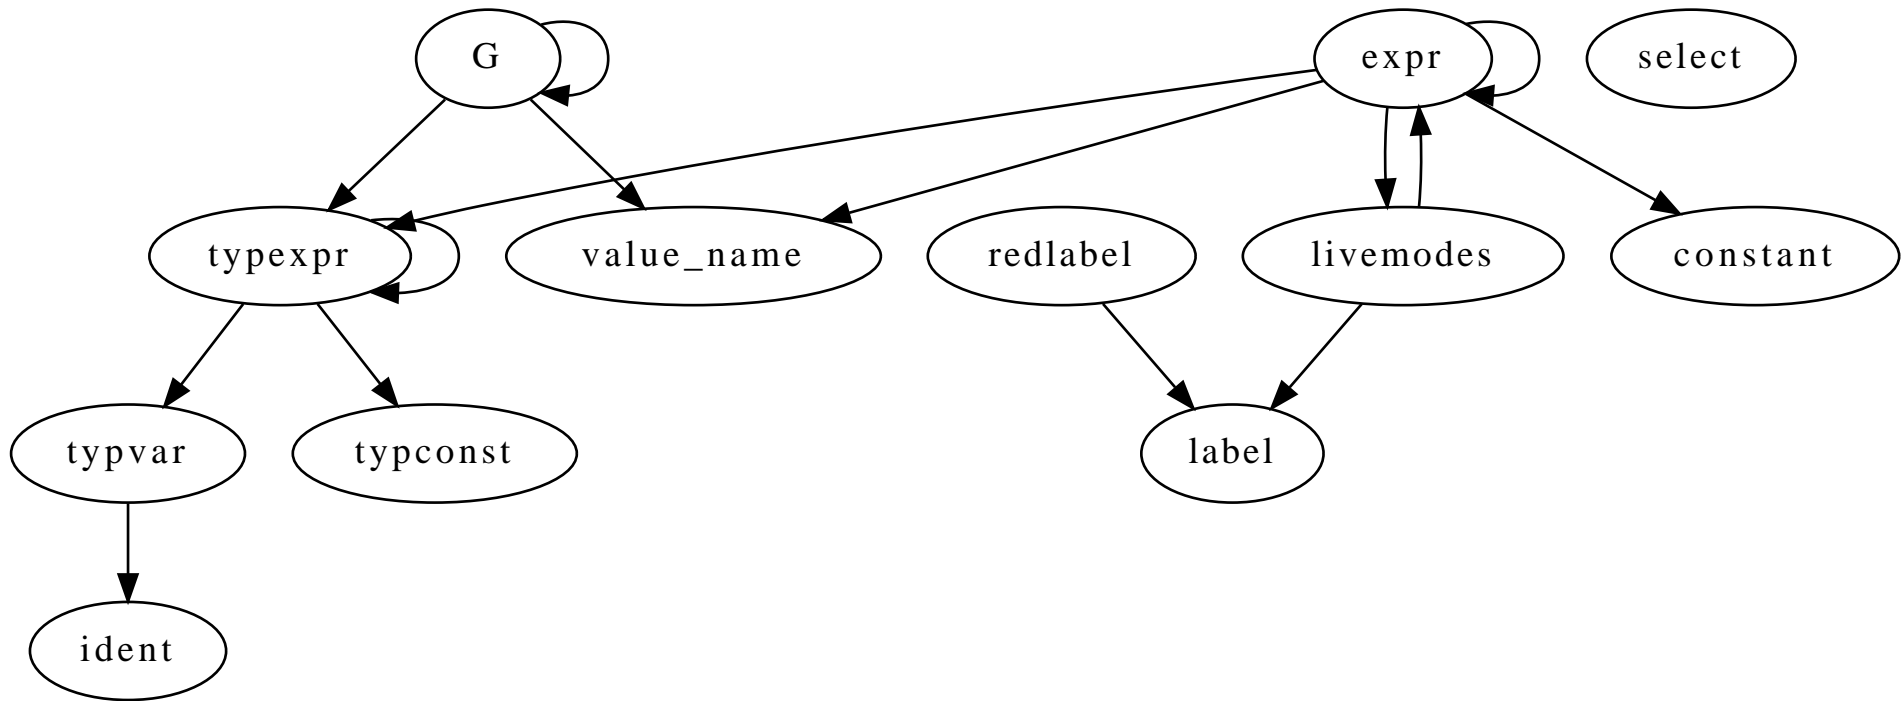 G
expr
select
typexpr
value_name
redlabel
livemodes
constant
typvar
typconst
label
ident